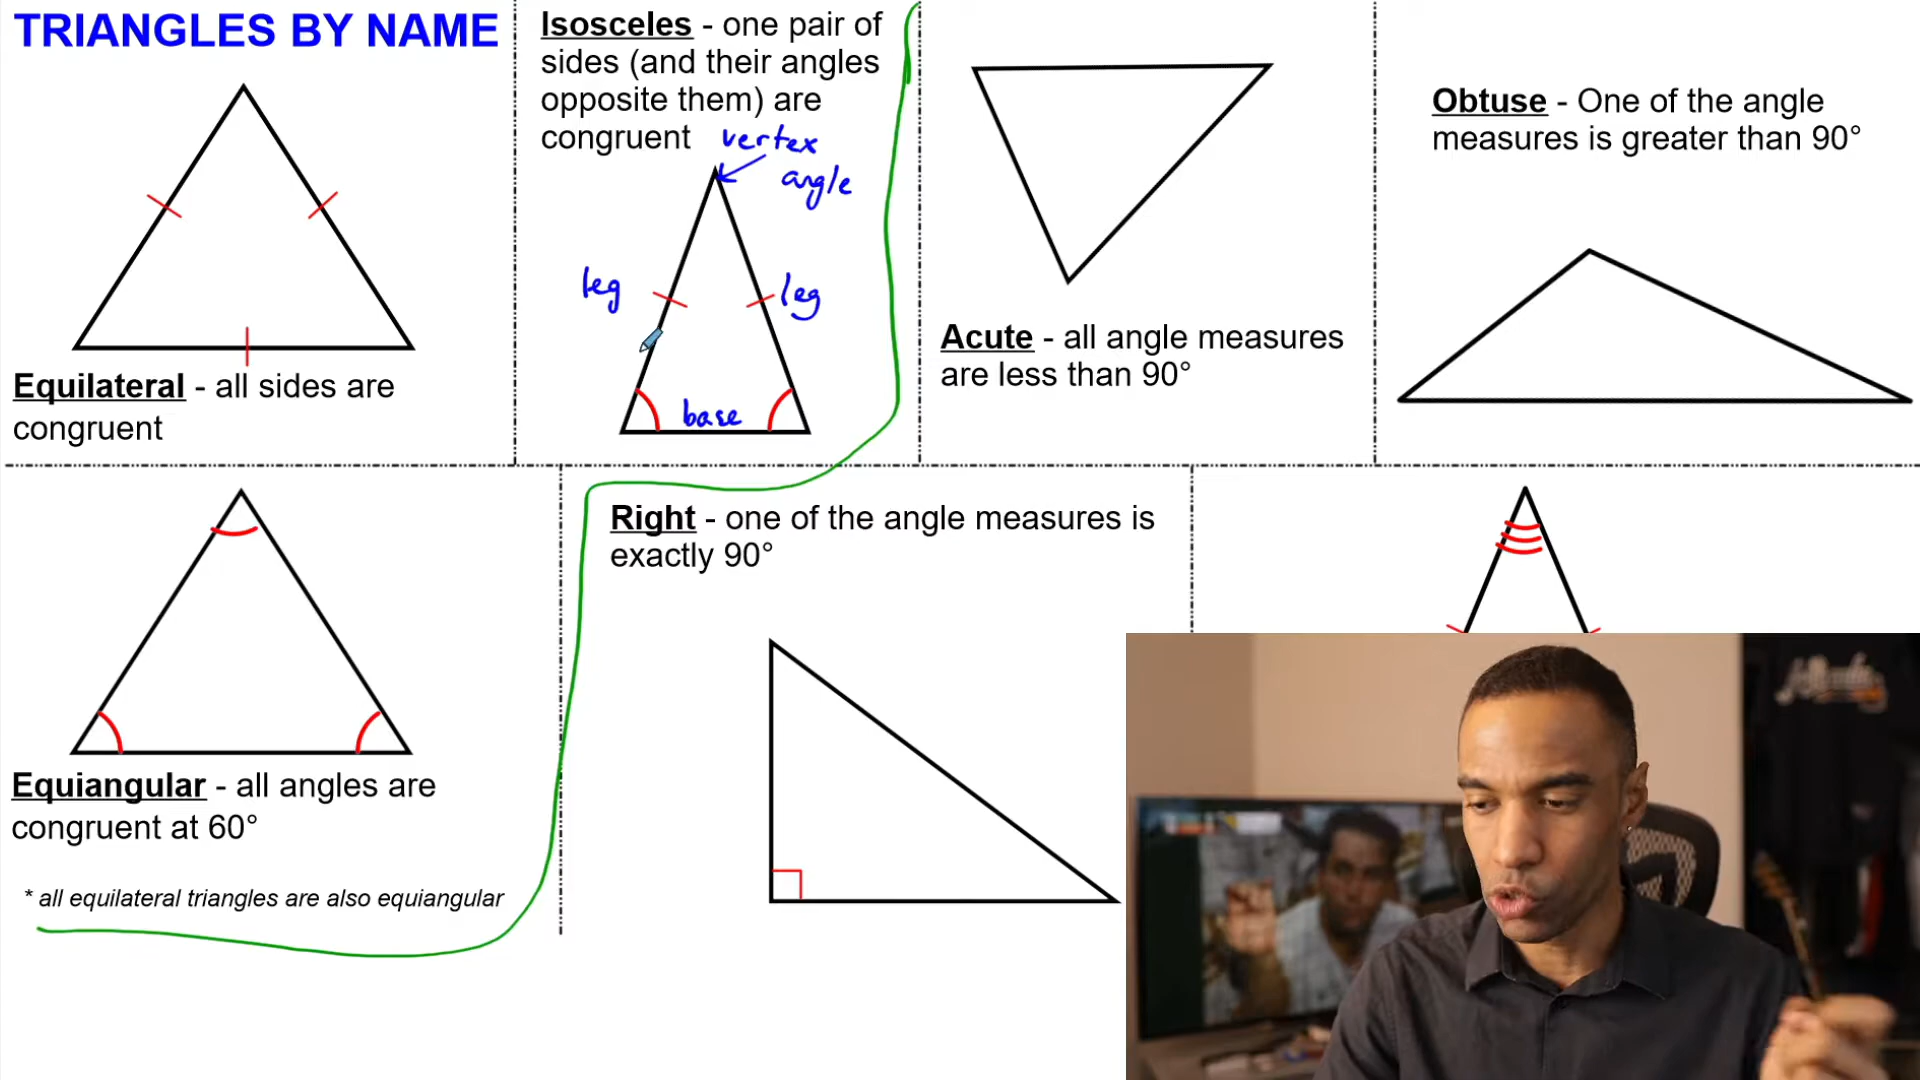 TRIANGLES BY NAME
Equilateral - all sides are
congruent
Isosceles - one pair of
sides (and their angles
opposite them) are
congruent
vertex
angle
leg
leg
base
Acute - all angle measures
are less than 90°
Obtuse - One of the angle
measures is greater than 90°
Equiangular - all angles are
congruent at 60°
* all equilateral triangles are also equiangular
Right - one of the angle measures is
exactly 90°